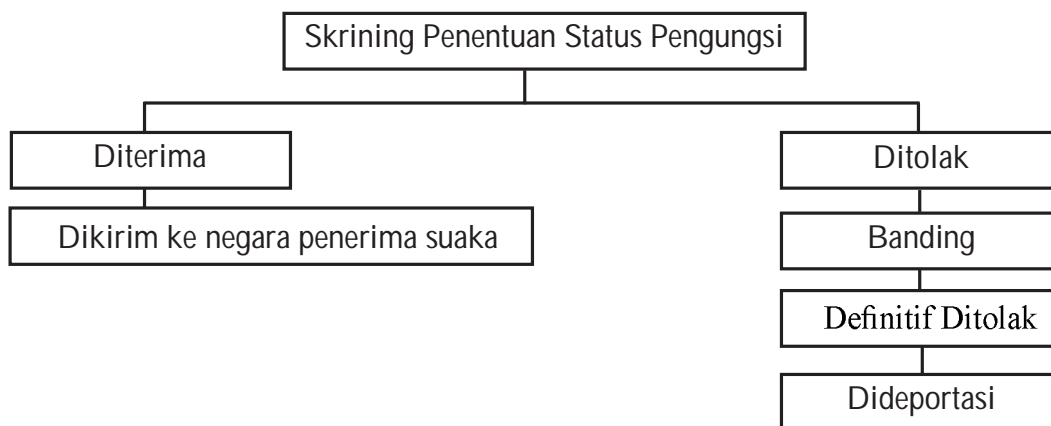 Skrining Penentuan Status Pengungsi
Diterima
Ditolak
Dikirim ke negara penerima suaka
Banding
Definitif Ditolak
Dideportasi